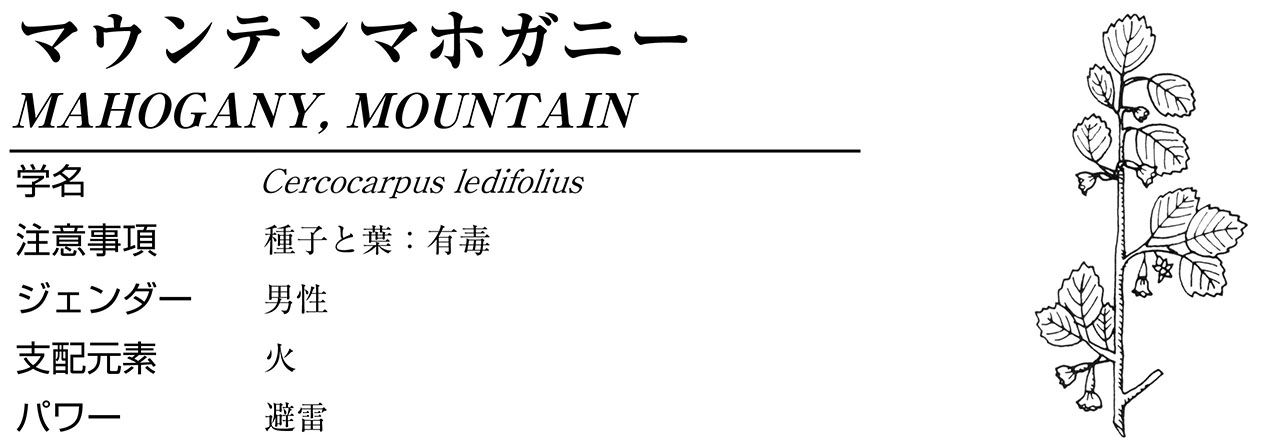 マウンテンマホガニー
MAHOGANY, MOUNTAIN
学名 Cercocarpus ledifolius
注意事項 種子と葉：有毒
ジェンダー 男性
支配元素 火
パワー 避雷